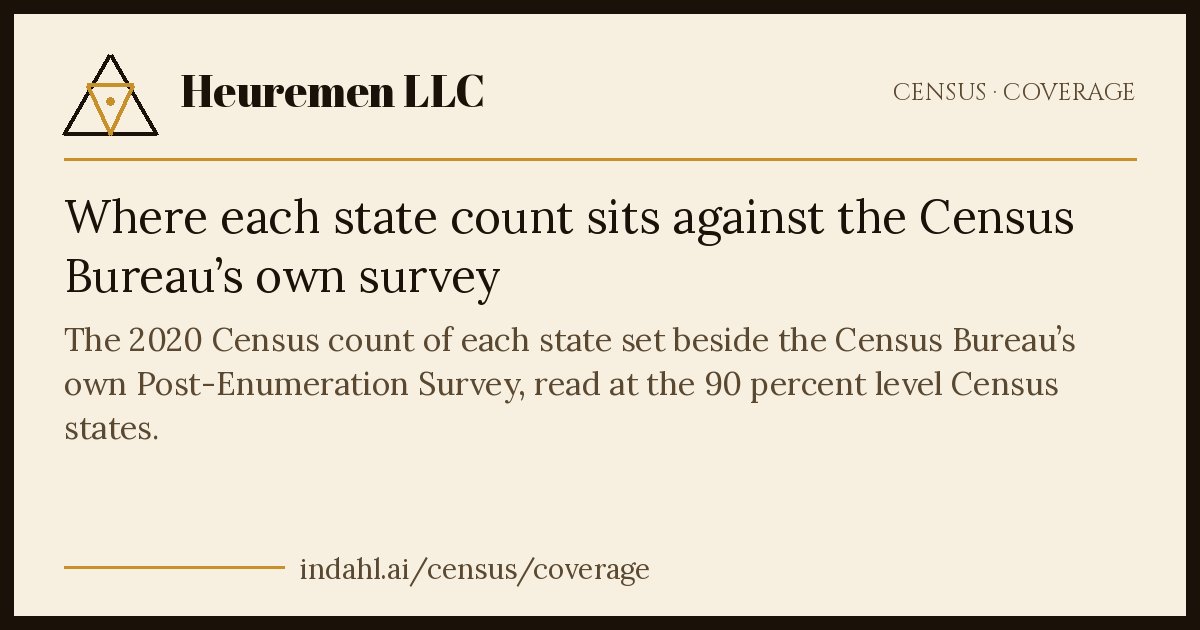 Heuremen LLC
CENSUS · COVERAGE
Where each state count sits against the Census
Bureau’s own survey
The 2020 Census count of each state set beside the Census Bureau’s
own Post-Enumeration Survey, read at the 90 percent level Census
states.
indahl.ai/census/coverage